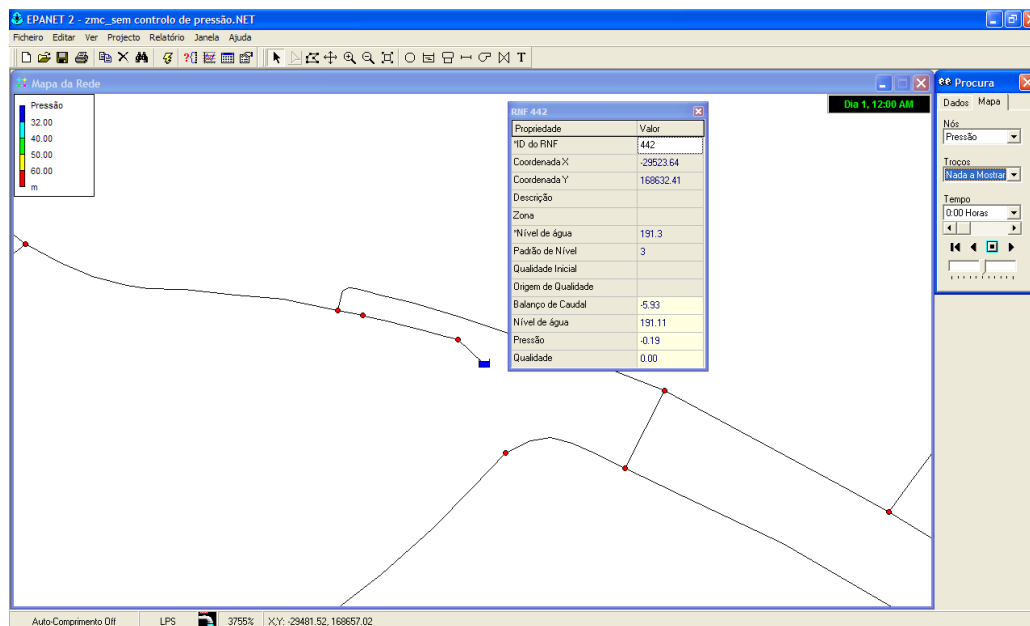 EPANET 2 - zmc_sem controlo de pressão.NET
Ficheiro Editar Ver Projecto Relatório Janela Ajuda
T
Mapa da Rede
Pressão
32.00
40.00
50.00
60.00
m
Dia 1, 12:00 AM
RNF 442
Propriedade Valor
*ID do RNF 442
Coordenada X -29523.64
Coordenada Y 168632.41
Descrição
Zona
*Nível de água 191.3
Padrão de Nível 3
Qualidade Inicial
Origem de Qualidade
Balanço de Caudal -5.93
Nível de água 191.11
Pressão -0.19
Qualidade 0.00
Procura
Dados Mapa
Nós
Pressão
Troços
Nada a Mostrar
Tempo
0:00 Horas
Auto-Comprimento Off LPS 3755% X,Y: -29481.52, 168657.02